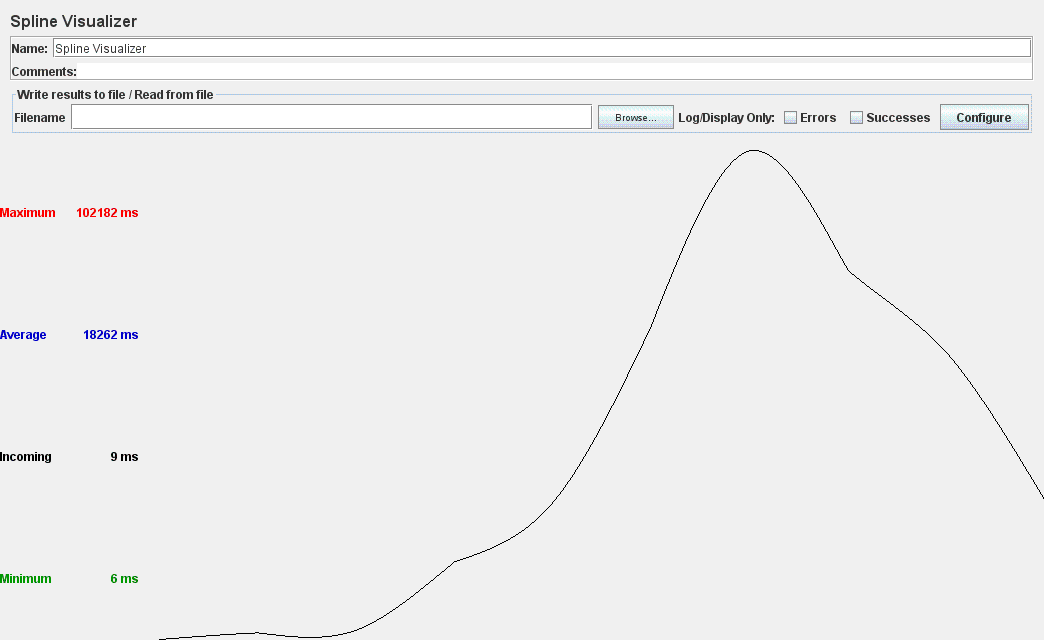 Spline Visualizer
Name: Spline Visualizer
Comments:
Write results to file / Read from file
Filename Browse... Log/Display Only: Errors Successes Configure
Maximum 102182 ms
Average 18262 ms
Incoming 9 ms
Minimum 6 ms